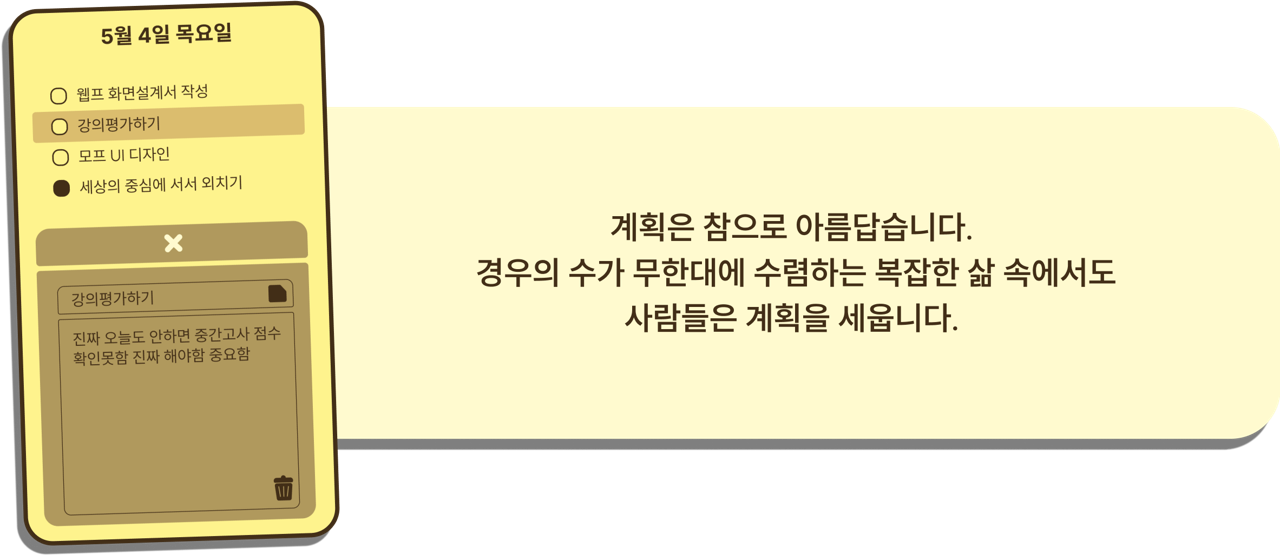 5월 4일 목요일
웹프 화면설계서 작성
강의평가하기
모프 UI 디자인
세상의 중심에 서서 외치기
강의평가하기
진짜 오늘도 안하면 중간고사 점수
확인못함 진짜 해야함 중요함
계획은 참으로 아름답습니다.
경우의 수가 무한대에 수렴하는 복잡한 삶 속에서도
사람들은 계획을 세웁니다.